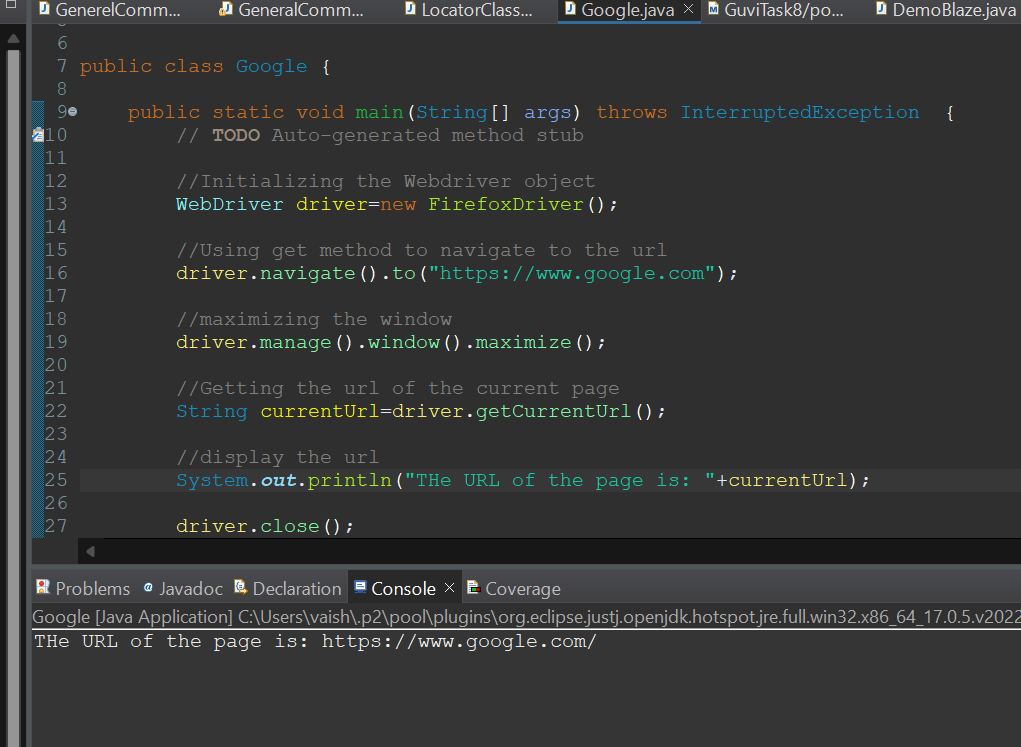 GenerelComm... GeneralComm... LocatorClass... Google.java GuviTask8/po... DemoBlaze.java
6
7 public class Google {
8
9 public static void main(String[] args) throws InterruptedException {
10 // TODO Auto-generated method stub
11
12 //Initializing the Webdriver object
13 WebDriver driver=new FirefoxDriver();
14
15 //Using get method to navigate to the url
16 driver.navigate().to("https://www.google.com");
17
18 //maximizing the window
19 driver.manage().window().maximize();
20
21 //Getting the url of the current page
22 String currentUrl=driver.getCurrentUrl();
23
24 //display the url
25 System.out.println("THe URL of the page is: "+currentUrl);
26
27 driver.close();
Problems @ Javadoc Declaration Console Coverage
Google [Java Application] C:\Users\vaish\.p2\pool\plugins\org.eclipse.justj.openjdk.hotspot.jre.full.win32.x86_64_17.0.5.v2022
THe URL of the page is: https://www.google.com/